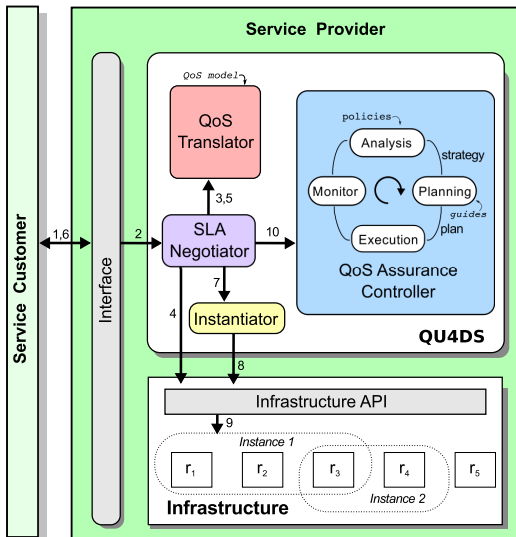 Service Provider
Service Customer
Interface
QoS model
QoS
Translator
policies
Analysis
strategy
Monitor
Planning
guides
plan
Execution
QoS Assurance
Controller
3,5
1,6
2
SLA
Negotiator
10
4
7
Instantiator
QU4DS
8
Infrastructure API
9
Instance 1
r1
r2
r3
r4
r5
Instance 2
Infrastructure